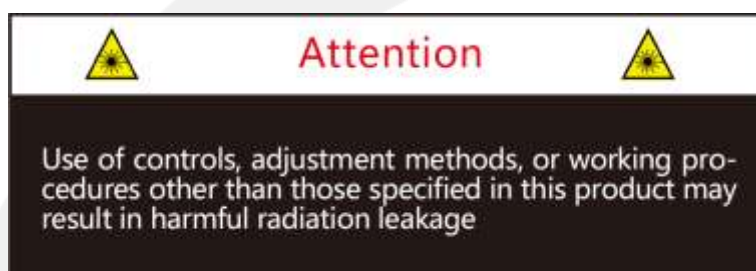 Attention
Use of controls, adjustment methods, or working pro-
cedures other than those specified in this product may
result in harmful radiation leakage